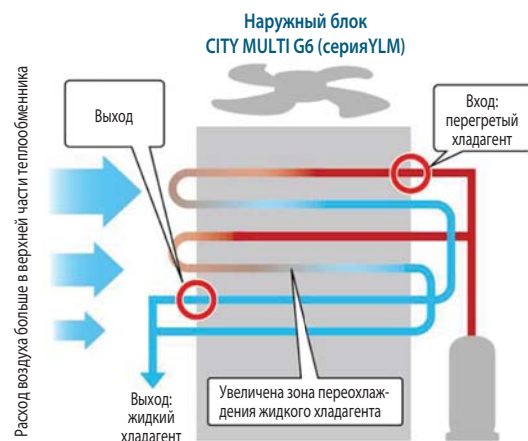 Наружный блок
CITY MULTI G6 (серияYLM)
Расход воздуха больше в верхней части теплообменника
Выход
Вход:
перегретый
хладагент
Выход:
жидкий
хладагент
Увеличена зона переохлаж-
дения жидкого хладагента